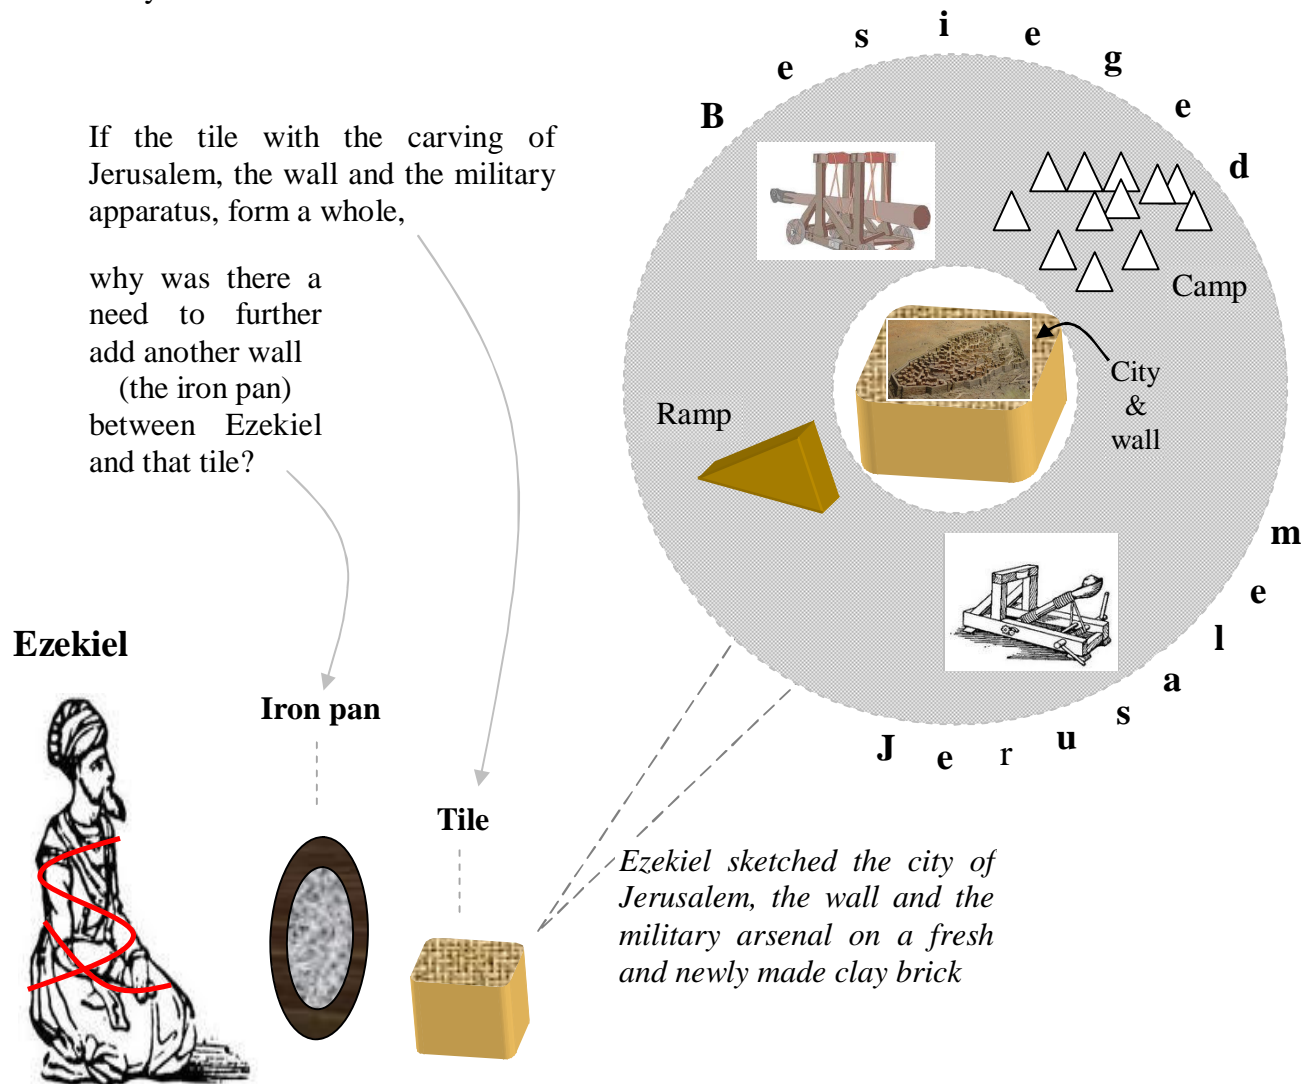 If the tile with the carving of
Jerusalem, the wall and the military
apparatus, form a whole,
why was there a
need to further
add another wall
(the iron pan)
between Ezekiel
and that tile?
Besieged
Camp
City
&
wall
Ramp
Jerusalem
Ezekiel
Iron pan
Tile
Ezekiel sketched the city of
Jerusalem, the wall and the
military arsenal on a fresh
and newly made clay brick